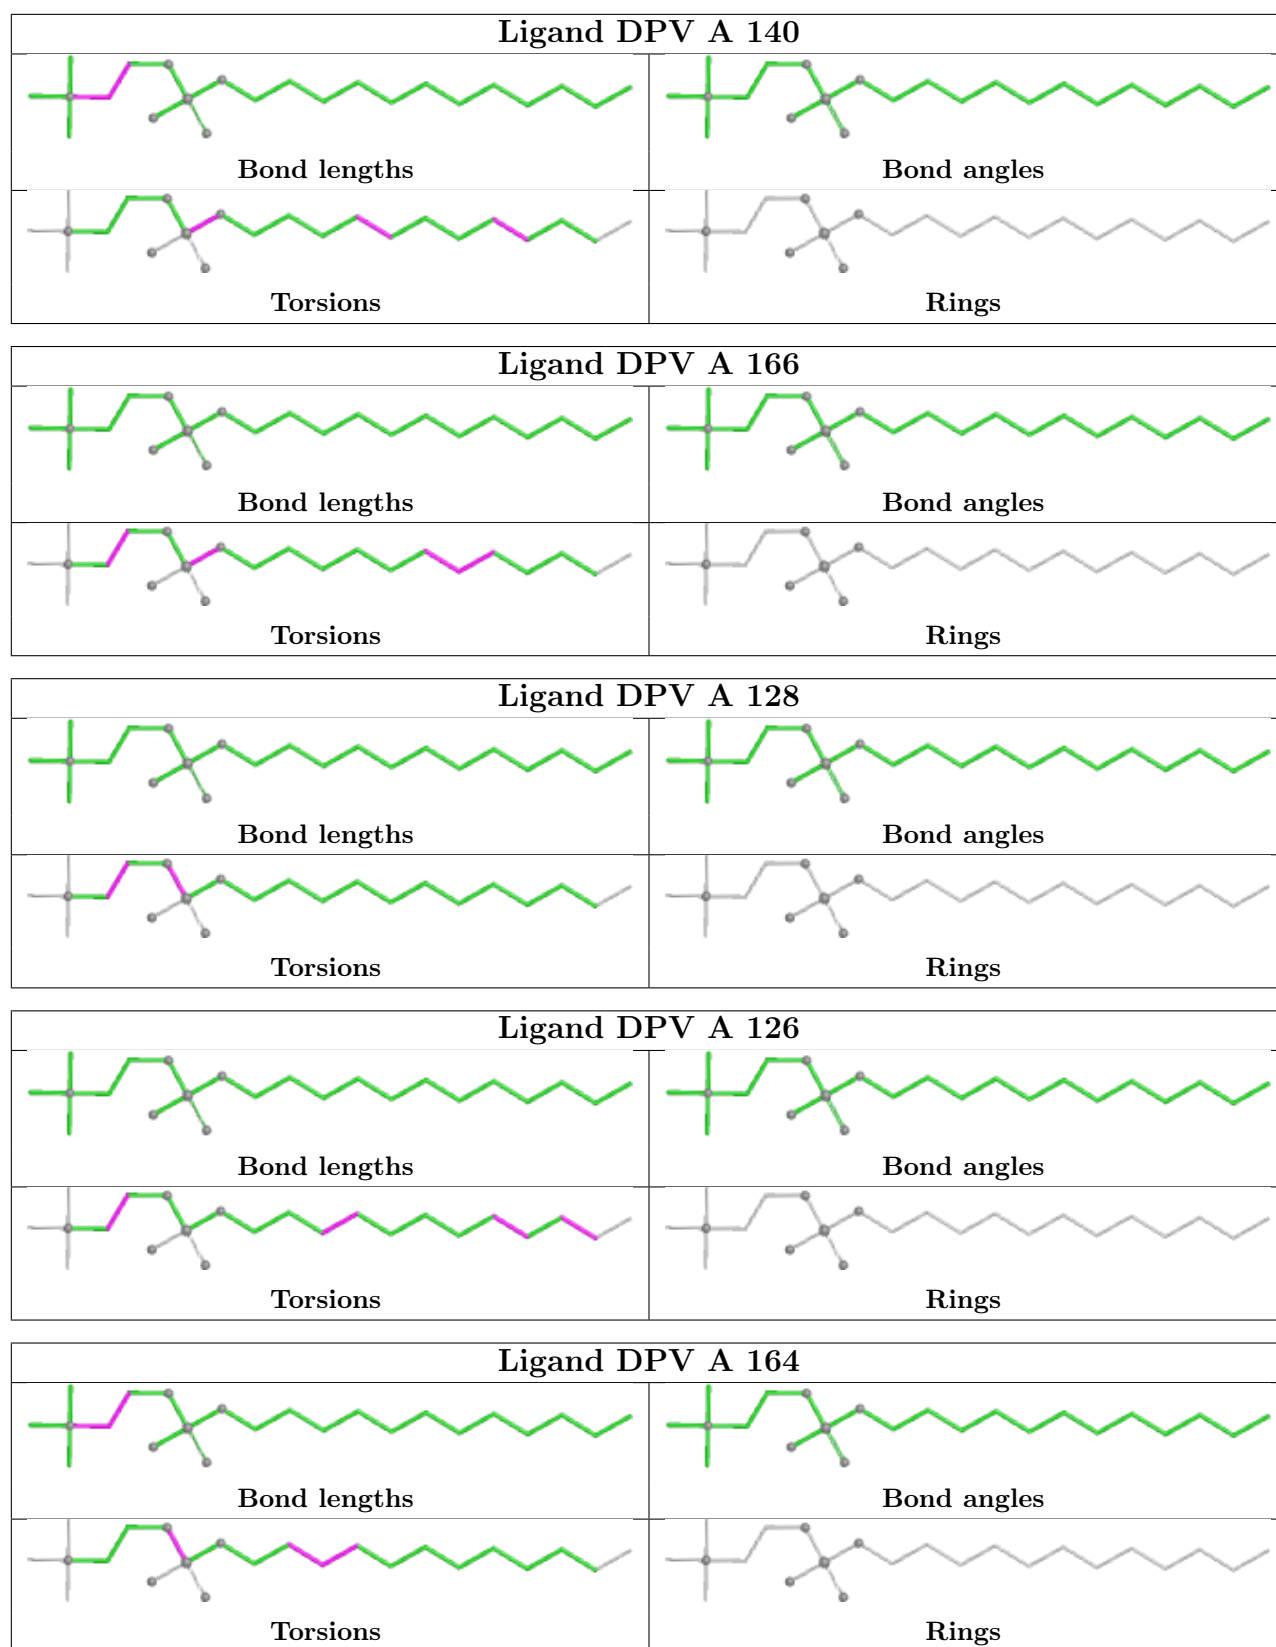 Ligand DPV A 140
Bond lengths
Bond angles
Torsions
Rings
Ligand DPV A 166
Bond lengths
Bond angles
Torsions
Rings
Ligand DPV A 128
Bond lengths
Bond angles
Torsions
Rings
Ligand DPV A 126
Bond lengths
Bond angles
Torsions
Rings
Ligand DPV A 164
Bond lengths
Bond angles
Torsions
Rings